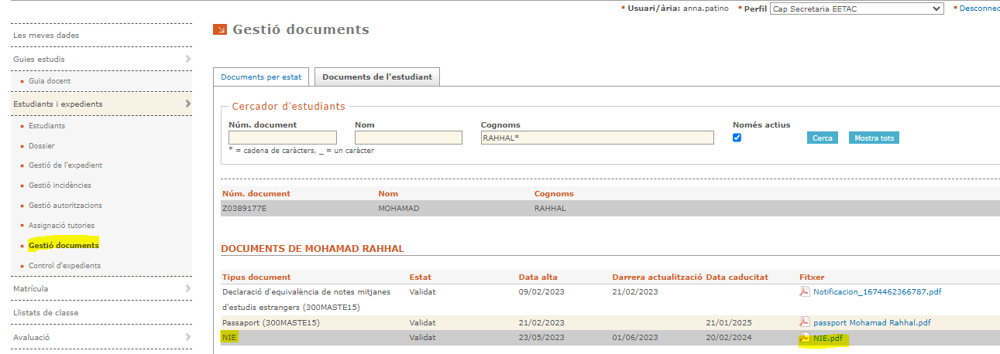 Usuari/ària: anna.patino Perfil Cap Secretaria EETAC Desconnec
Les meves dades
Guies estudis
Guia docent
Estudiants i expedients
Estudiants
Dossier
Gestió de l'expedient
Gestió incidències
Gestió autoritzacions
Assignació tutories
Gestió documents
Control d'expedients
Matrícula
Llistats de classe
Avaluació
Gestió documents
Documents per estat Documents de l'estudiant
Cercador d'estudiants
Núm. document Nom Cognoms Només actius
RAHHAL* Cerca Mostra tots
* = cadena de caràcters, _ = un caràcter
Núm. document Nom Cognoms
Z0389177E MOHAMAD RAHHAL
DOCUMENTS DE MOHAMAD RAHHAL
Tipus document Estat Data alta Darrera actualització Data caducitat Fitxer
Declaració d'equivalència de notes mitjanes Validat 09/02/2023 21/02/2023 Notificacion_1674462366787.pdf
d'estudis estrangers (300MASTE15)
Passaport (300MASTE15) Validat 21/02/2023 21/01/2025 passport Mohamad Rahhal.pdf
NIE Validat 23/05/2023 01/06/2023 20/02/2024 NIE.pdf